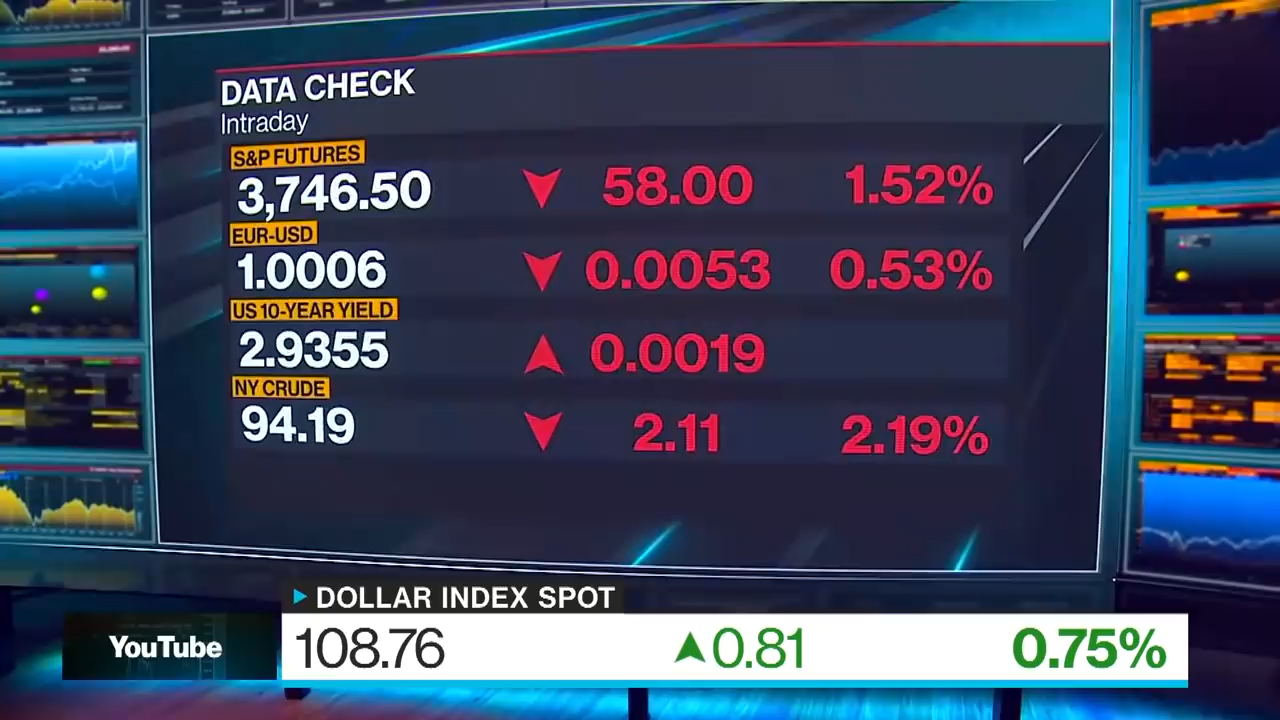 DATA CHECK
Intraday
S&P FUTURES
3,746.50 ▼ 58.00 1.52%
EUR-USD
1.0006 ▼ 0.0053 0.53%
US 10-YEAR YIELD
2.9355 ▲ 0.0019
NY CRUDE
94.19 ▼ 2.11 2.19%
DOLLAR INDEX SPOT
YouTube 108.76 ▲0.81 0.75%